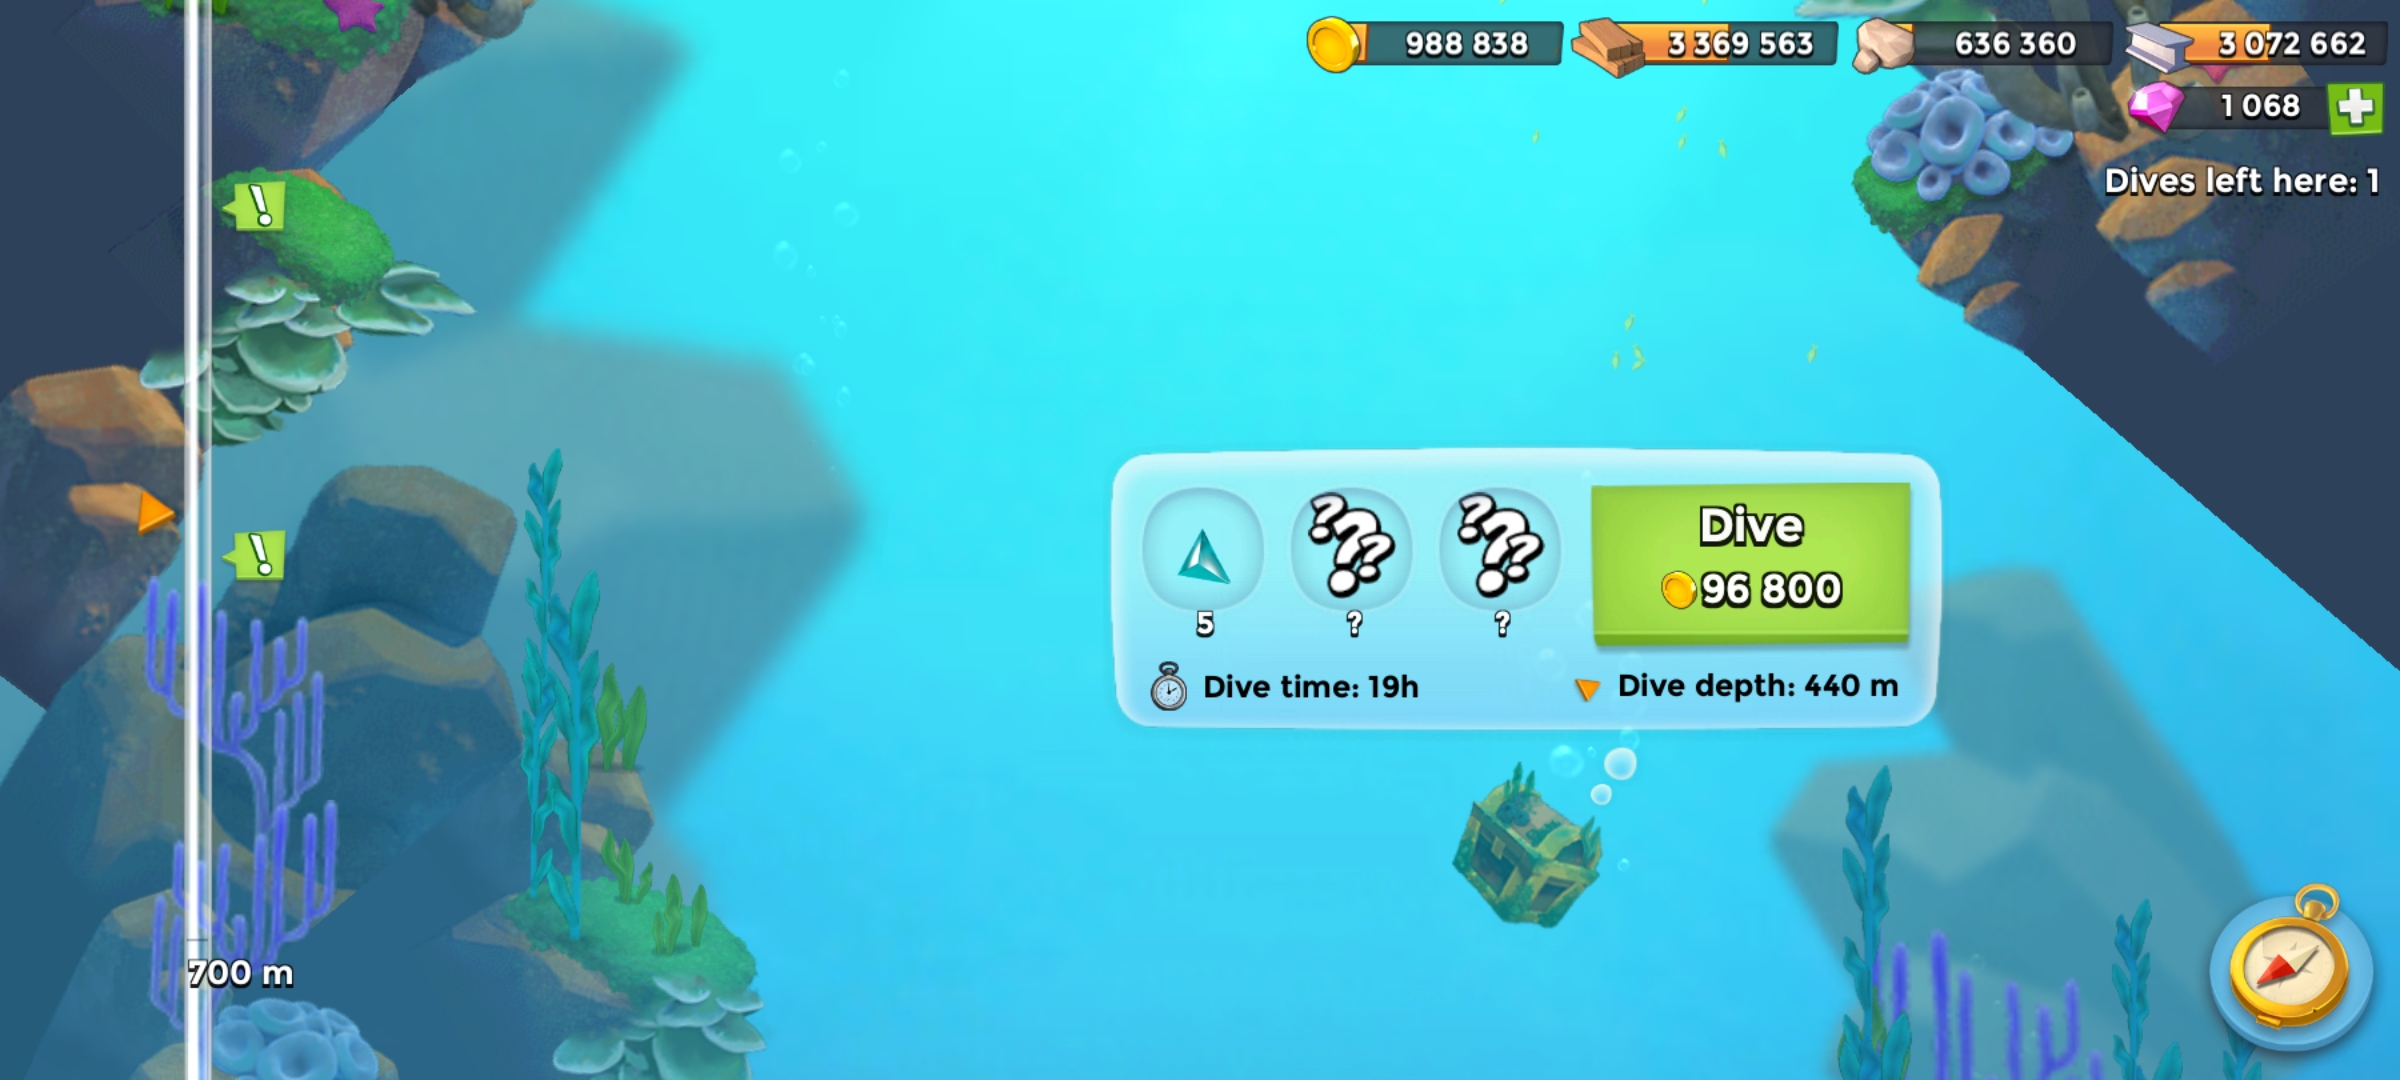 988 838
3 369 563
636 360
3 072 662
1 068
Dives left here: 1
!
!
5
?
?
Dive
96 800
Dive time: 19h
Dive depth: 440 m
700 m